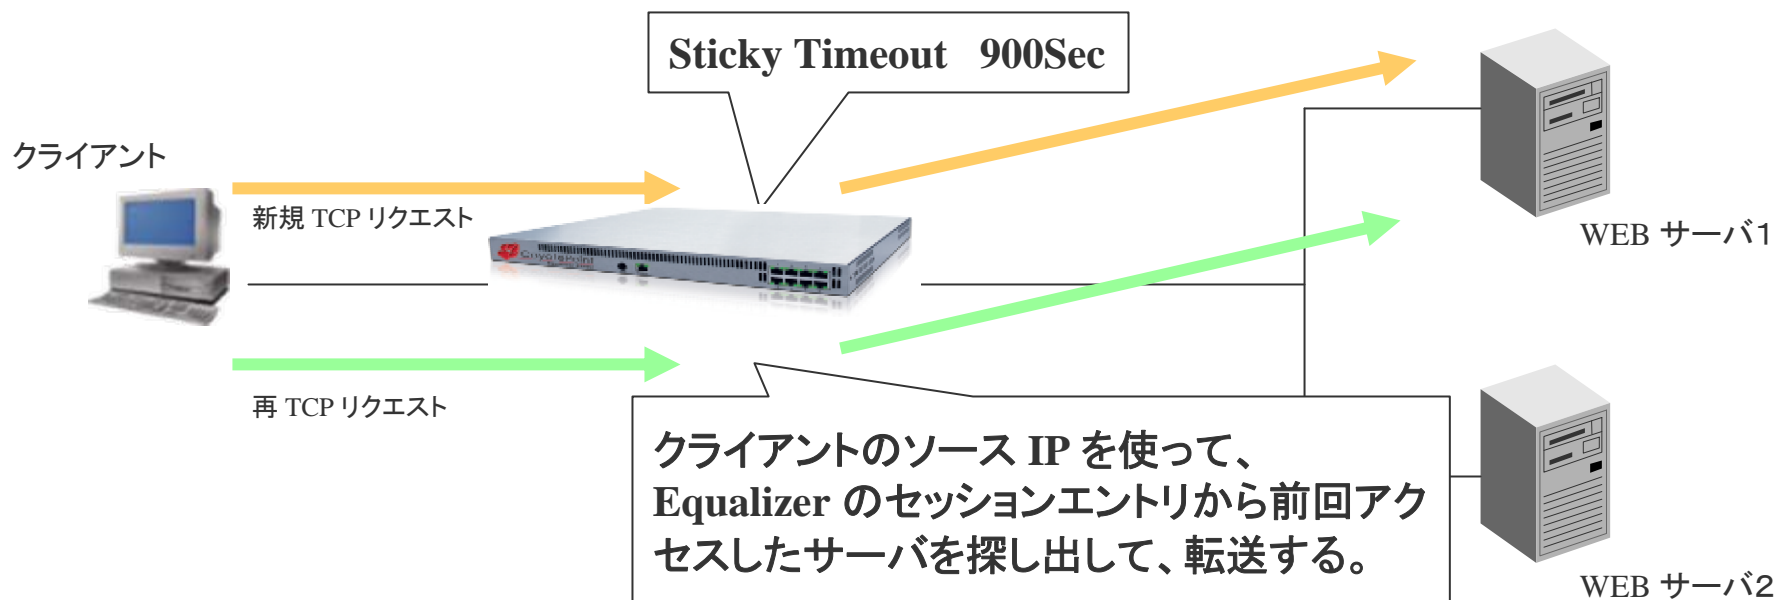 Sticky Timeout 900Sec
クライアント
新規 TCP リクエスト
CoyotePoint
WEB サーバ1
再 TCP リクエスト
クライアントのソース IP を使って、
Equalizer のセッションエントリから前回アク
セスしたサーバを探し出して、転送する。
WEB サーバ2